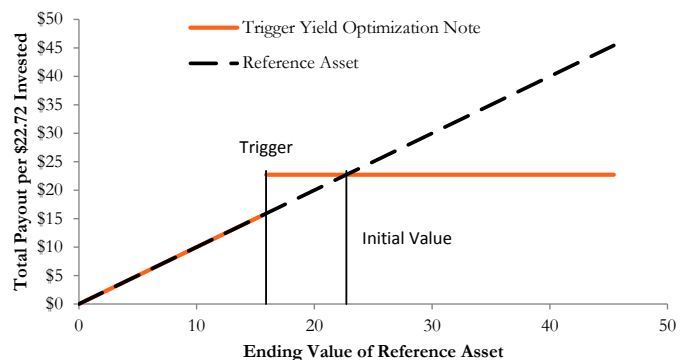 $50
$45
$40
$35
$30
$25
$20
$15
$10
$5
$0
Total Payout per $22.72 Invested
Trigger Yield Optimization Note
Reference Asset
Trigger
Initial Value
0
10
20
30
40
50
Ending Value of Reference Asset